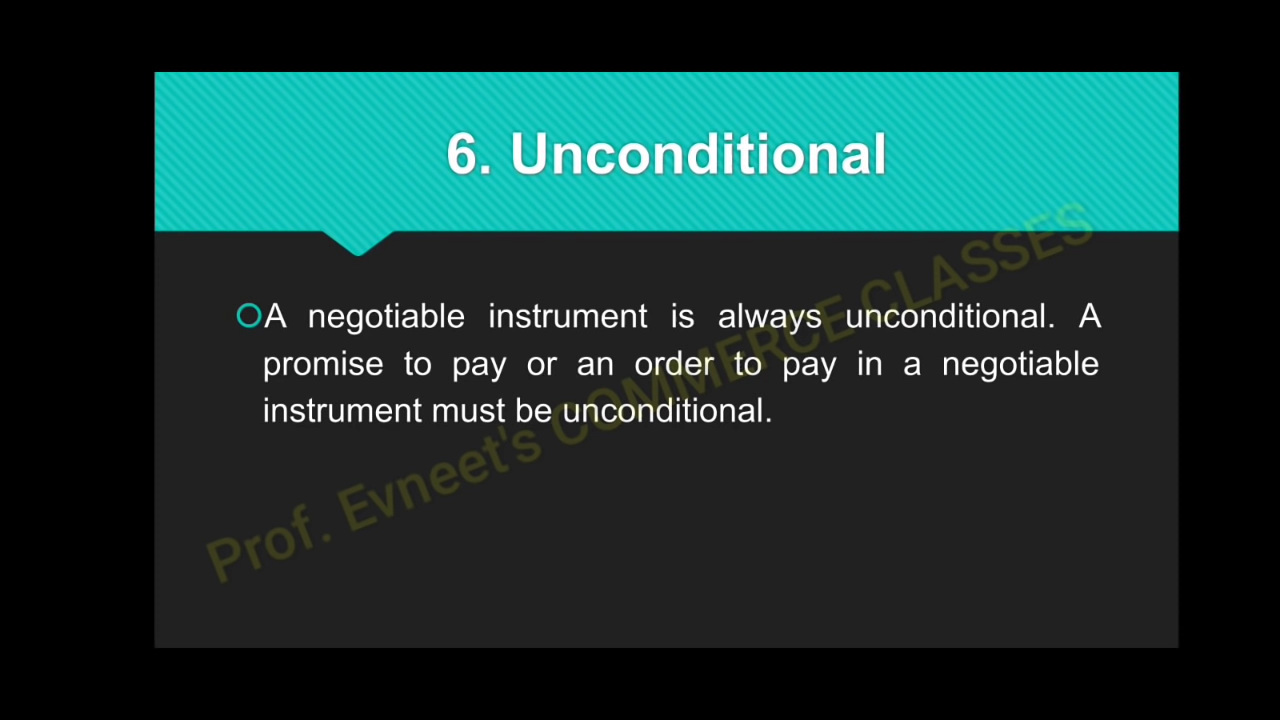 6. Unconditional
A negotiable instrument is always unconditional. A
promise to pay or an order to pay in a negotiable
instrument must be unconditional.
Prof. Evneet's COMMERCE CLASSES